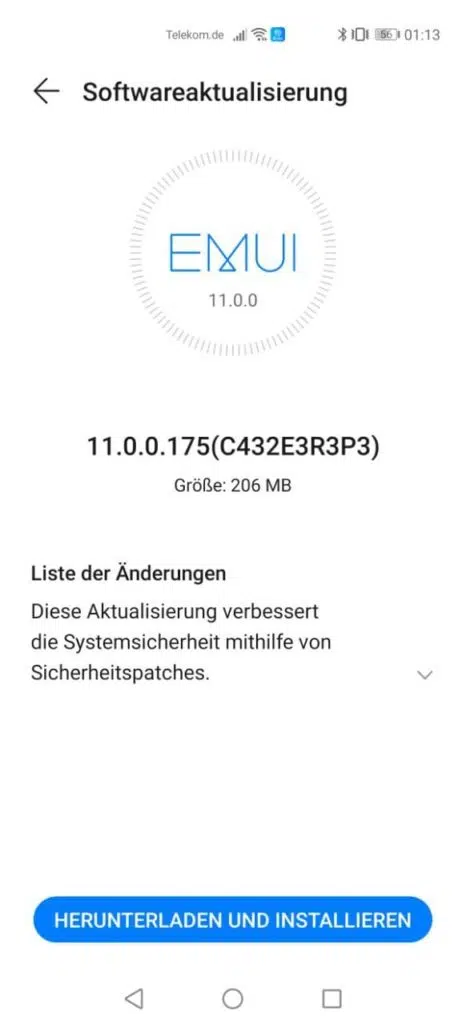 Telekom.de 56 01:13
Softwareaktualisierung
EMUI
11.0.0
11.0.0.175(C432E3R3P3)
Größe: 206 MB
Liste der Änderungen
Diese Aktualisierung verbessert
die Systemsicherheit mithilfe von
Sicherheitspatches.
HERUNTERLADEN UND INSTALLIEREN